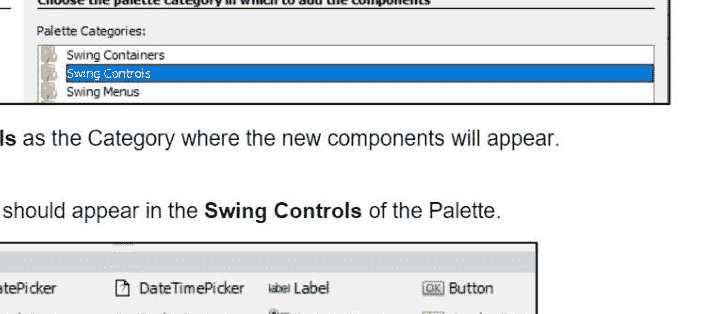 Choose the palette category in which to add the components
Palette Categories:
Swing Containers
Swing Controls
Swing Menus
ls as the Category where the new components will appear.
should appear in the Swing Controls of the Palette.
atePicker DateTimePicker label Label OK Button